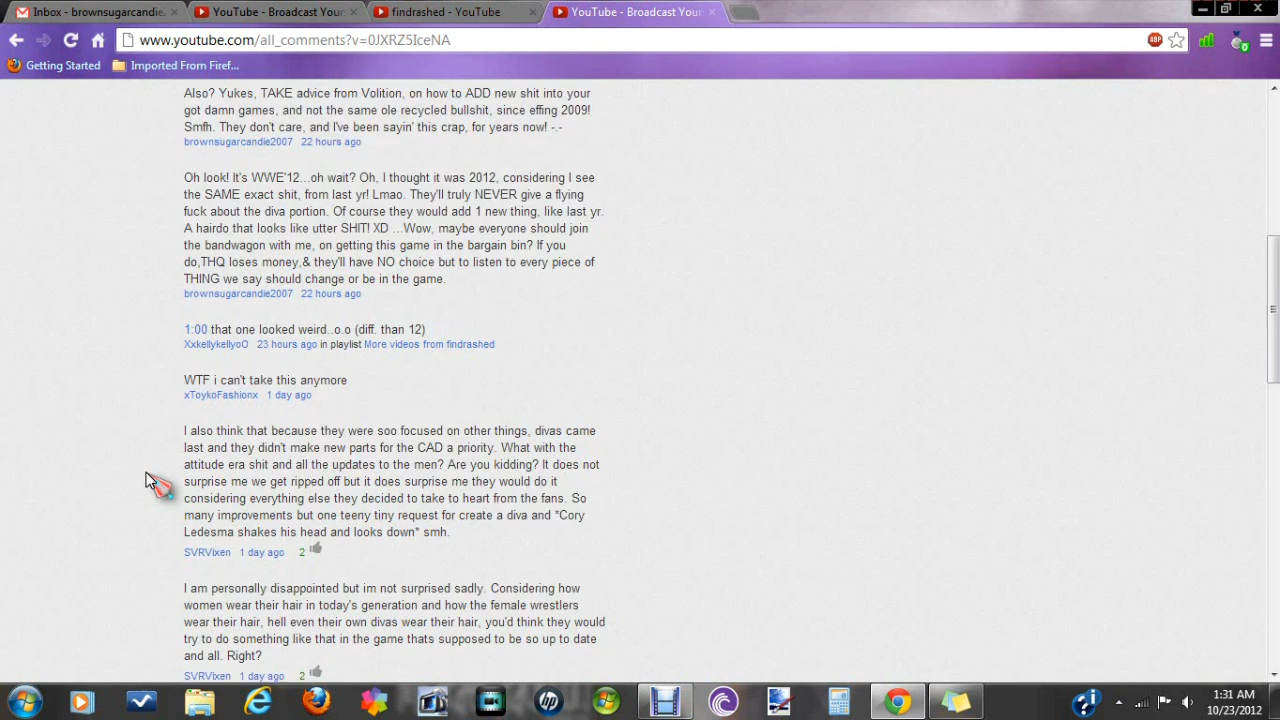 Inbox - brownsugarcandie. × YouTube - Broadcast Your × findrashed - YouTube × YouTube - Broadcast Your ×
www.youtube.com/all_comments?v=0JXRZ5IceNA ABP
Getting Started Imported From Firef...
Also? Yukes, TAKE advice from Volition, on how to ADD new shit into your
got damn games, and not the same ole recycled bullshit, since effing 2009!
Smfh. They don't care, and I've been sayin' this crap, for years now! -.-
brownsugarcandie2007 22 hours ago
Oh look! It's WWE'12...oh wait? Oh, I thought it was 2012, considering I see
the SAME exact shit, from last yr! Lmao. They'll truly NEVER give a flying
fuck about the diva portion. Of course they would add 1 new thing, like last yr.
A hairdo that looks like utter SHIT! XD ...Wow, maybe everyone should join
the bandwagon with me, on getting this game in the bargain bin? If you
do,THQ loses money,& they'll have NO choice but to listen to every piece of
THING we say should change or be in the game.
brownsugarcandie2007 22 hours ago
1:00 that one looked weird..o.o (diff. than 12)
XxkellykellyoO 23 hours ago in playlist More videos from findrashed
WTF i can't take this anymore
xToykoFashionx 1 day ago
I also think that because they were soo focused on other things, divas came
last and they didn't make new parts for the CAD a priority. What with the
attitude era shit and all the updates to the men? Are you kidding? It does not
surprise me we get ripped off but it does surprise me they would do it
considering everything else they decided to take to heart from the fans. So
many improvements but one teeny tiny request for create a diva and *Cory
Ledesma shakes his head and looks down* smh.
SVRVixen 1 day ago 2
I am personally disappointed but im not surprised sadly. Considering how
women wear their hair in today's generation and how the female wrestlers
wear their hair, hell even their own divas wear their hair, you'd think they would
try to do something like that in the game thats supposed to be so up to date
and all. Right?
SVRVixen 1 day ago 2
1:31 AM
10/23/2012